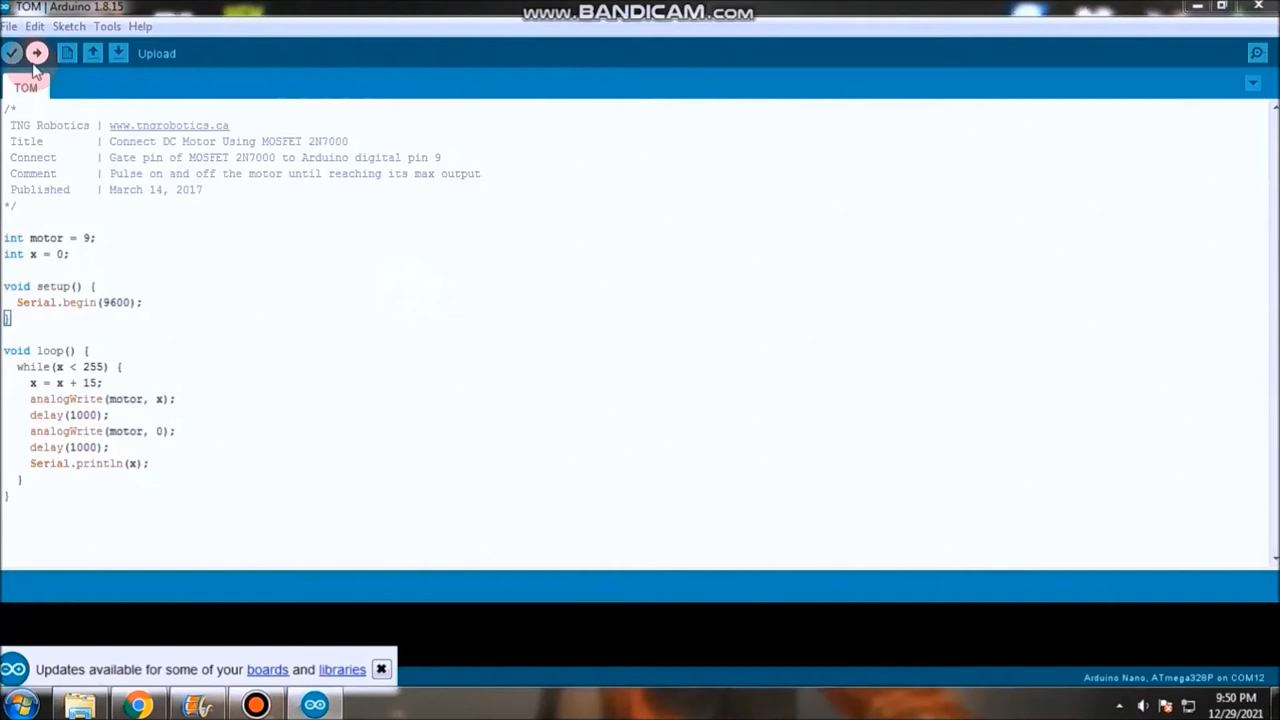 TOM | Arduino 1.8.15
www.BANDICAM.com
File Edit Sketch Tools Help
Upload
TOM
/*
TNG Robotics | www.tngrobotics.ca
Title | Connect DC Motor Using MOSFET 2N7000
Connect | Gate pin of MOSFET 2N7000 to Arduino digital pin 9
Comment | Pulse on and off the motor until reaching its max output
Published | March 14, 2017
*/
int motor = 9;
int x = 0;
void setup() {
Serial.begin(9600);
}
void loop() {
while(x < 255) {
x = x + 15;
analogWrite(motor, x);
delay(1000);
analogWrite(motor, 0);
delay(1000);
Serial.println(x);
}
}
Updates available for some of your boards and libraries
Arduino Nano, ATmega328P on COM12
9:50 PM
12/29/2021